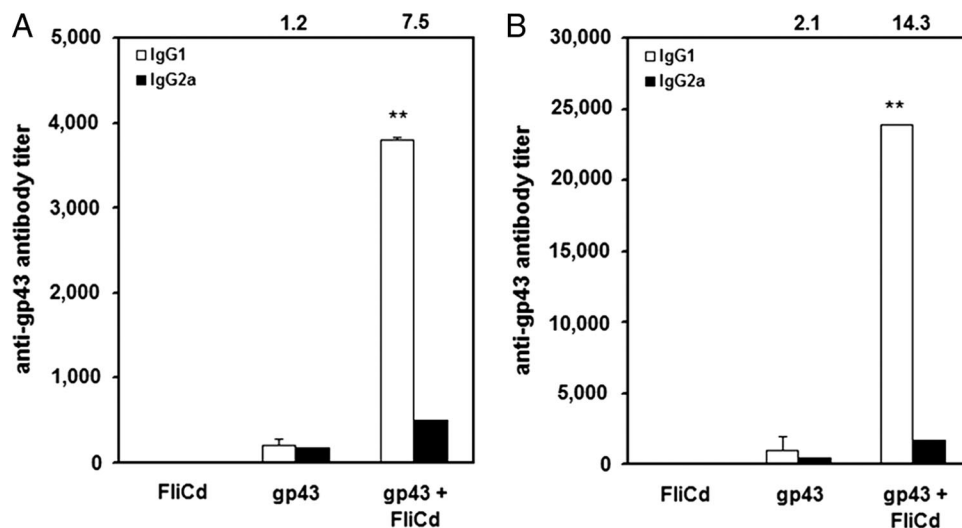 A
1.2 7.5
5,000
4,000
3,000
2,000
1,000
0
anti-gp43 antibody titer
IgG1
IgG2a
**
FliCd gp43 gp43 +
FliCd
B
2.1 14.3
30,000
25,000
20,000
15,000
10,000
5,000
0
anti-gp43 antibody titer
IgG1
IgG2a
**
FliCd gp43 gp43 +
FliCd